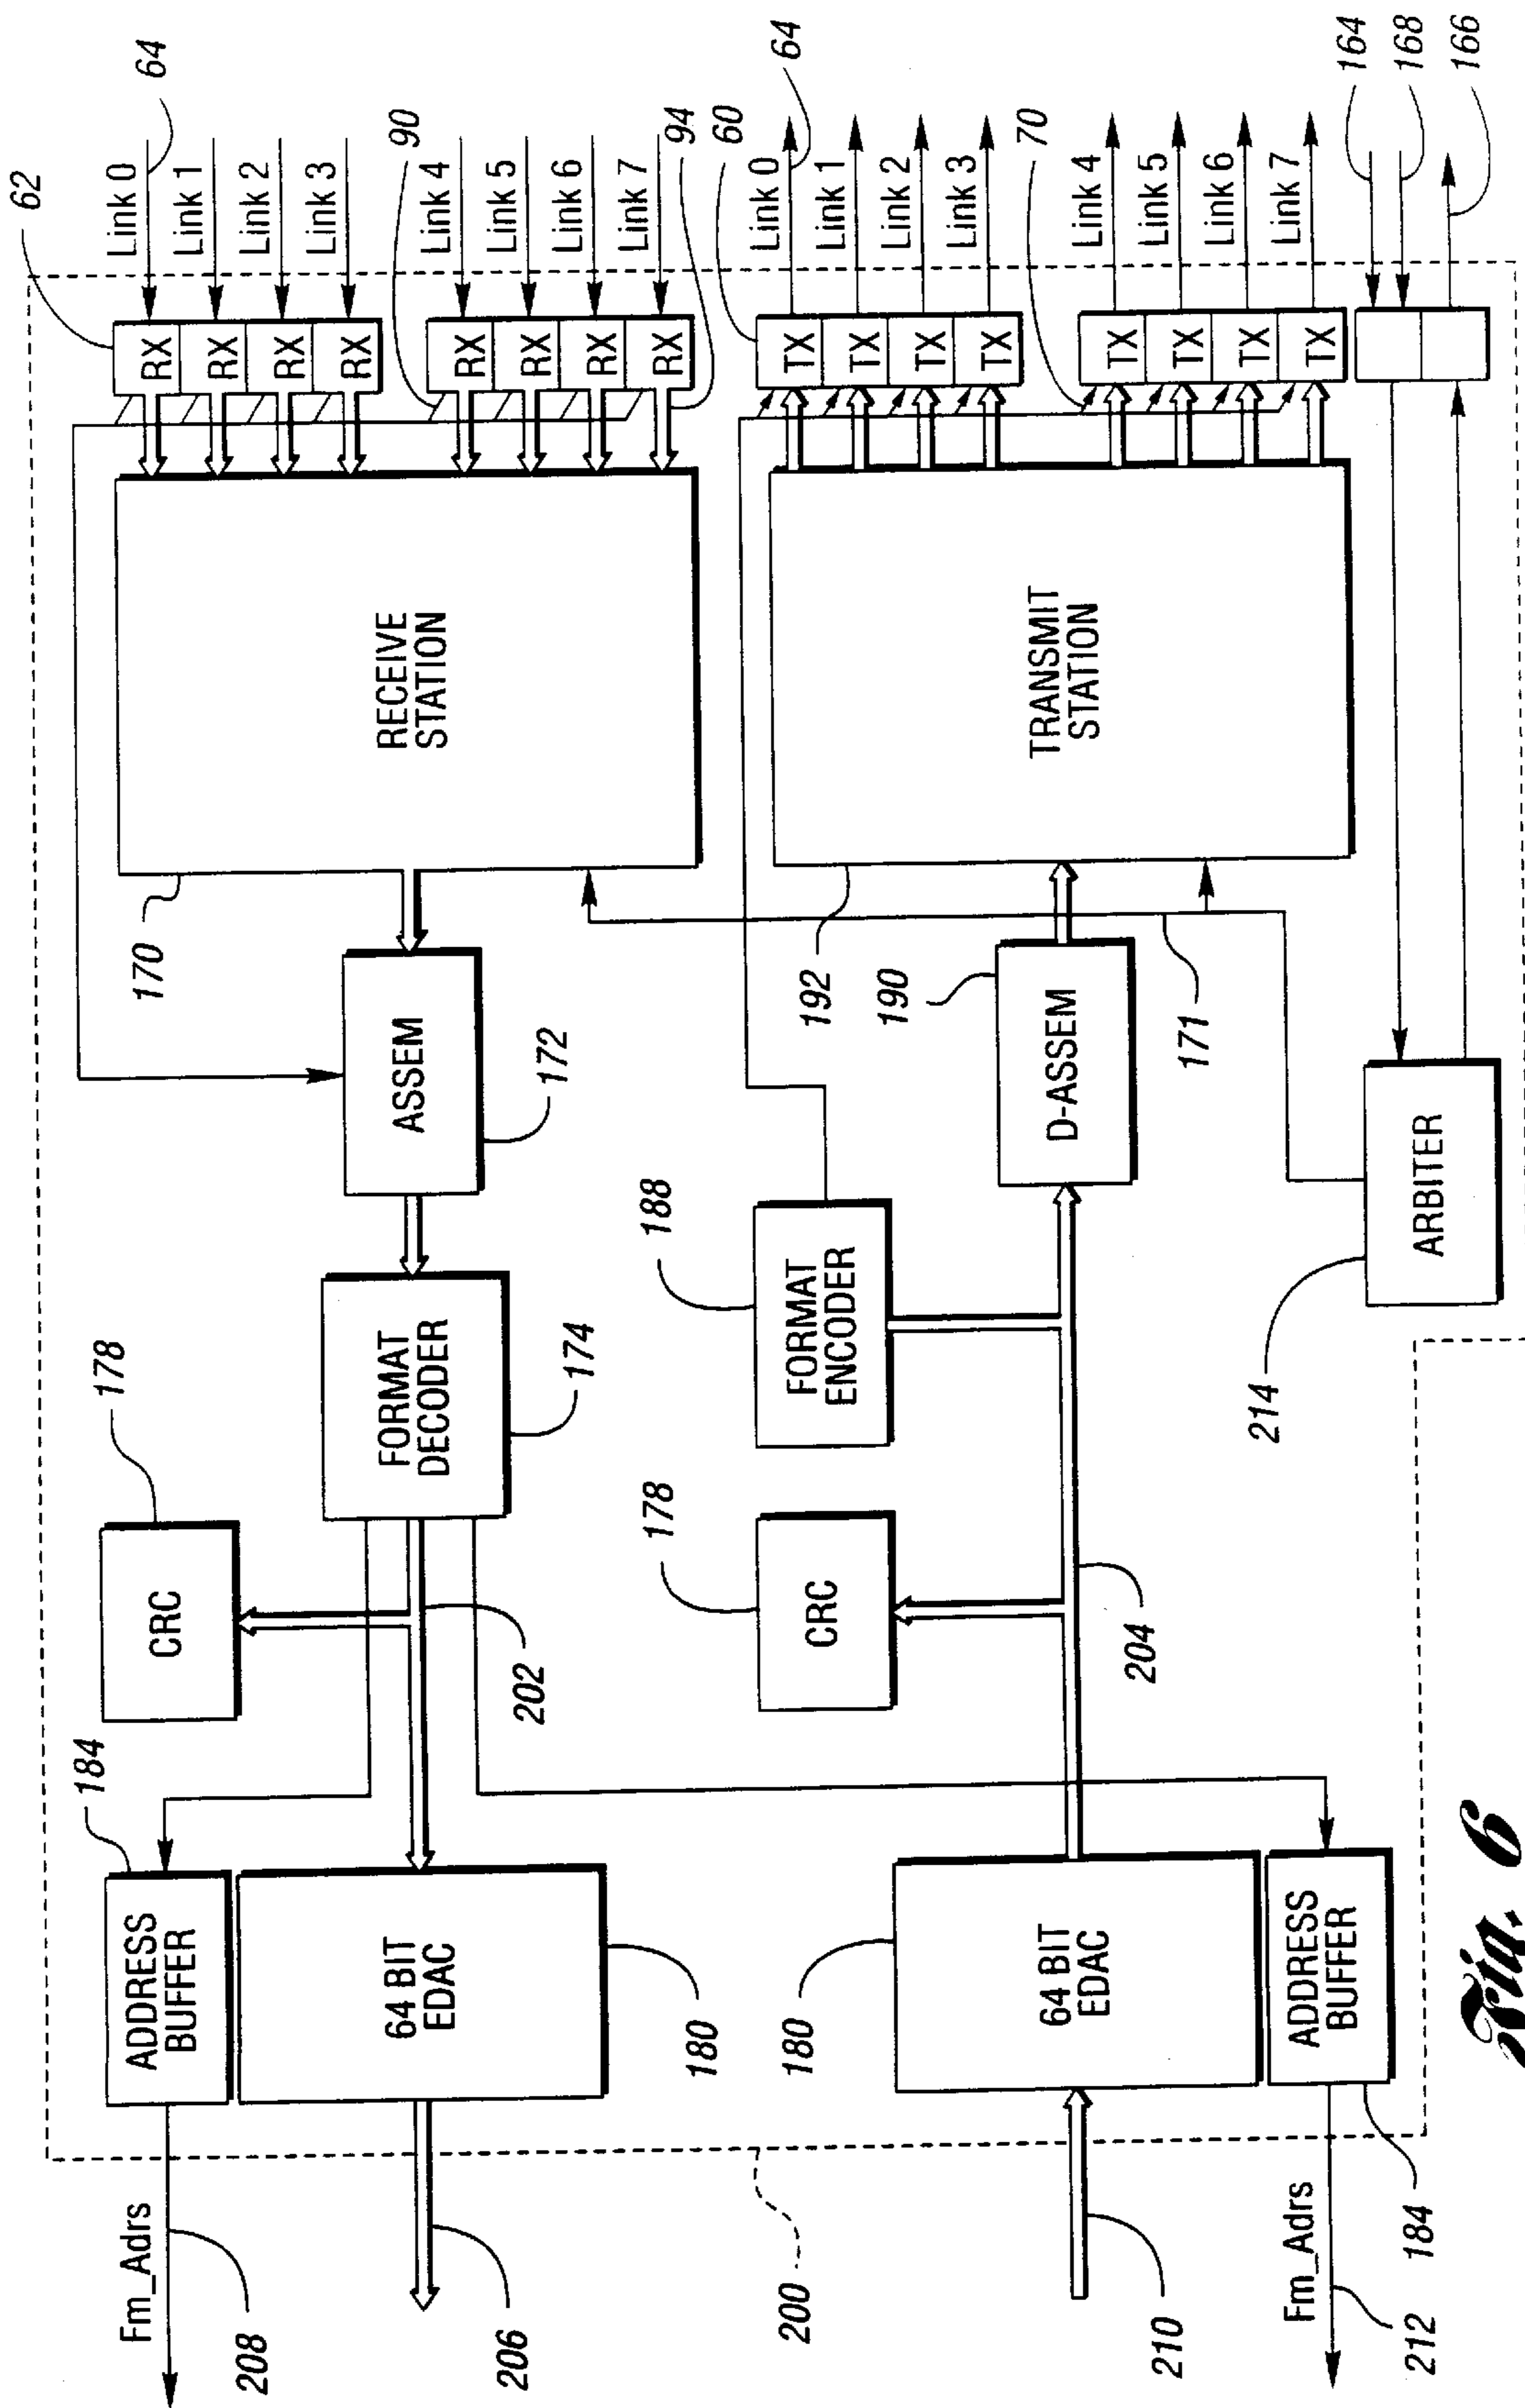 62
64
Link 0
Link 1
Link 2
Link 3
90
Link 4
Link 5
Link 6
Link 7
94
RX
RX
RX
RX
RX
RX
RX
RX
RECEIVE
STATION
170
ASSEM
172
FORMAT
DECODER
174
178
CRC
202
184
ADDRESS
BUFFER
64 BIT
EDAC
180
Fm_Adrs
208
206
60
64
Link 0
Link 1
Link 2
Link 3
70
Link 4
Link 5
Link 6
Link 7
TX
TX
TX
TX
TX
TX
TX
TX
164
168
166
TRANSMIT
STATION
192
190
D-ASSEM
171
188
FORMAT
ENCODER
178
CRC
204
214
ARBITER
180
64 BIT
EDAC
ADDRESS
BUFFER
184
200
210
Fm_Adrs
212
Fig. 6